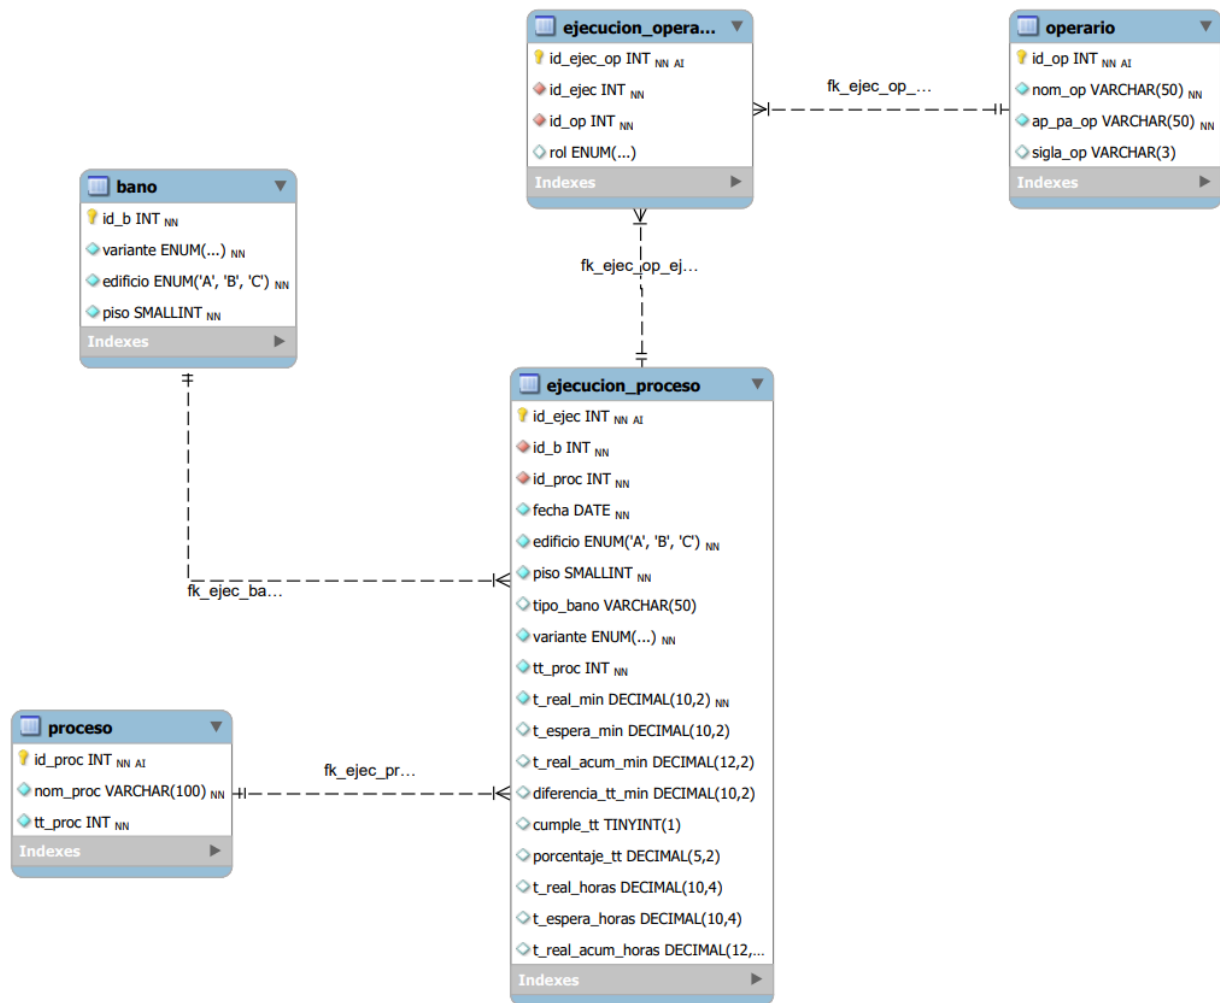 ejecucion_opera...
id_ejec_op INT NN AI
id_ejec INT NN
id_op INT NN
rol ENUM(...)
Indexes
fk_ejec_op_...
operario
id_op INT NN AI
nom_op VARCHAR(50) NN
ap_pa_op VARCHAR(50) NN
sigla_op VARCHAR(3)
Indexes
bano
id_b INT NN
variante ENUM(...) NN
edificio ENUM('A', 'B', 'C') NN
piso SMALLINT NN
Indexes
fk_ejec_op_ej...
ejecucion_proceso
id_ejec INT NN AI
id_b INT NN
id_proc INT NN
fecha DATE NN
edificio ENUM('A', 'B', 'C') NN
piso SMALLINT NN
tipo_bano VARCHAR(50)
variante ENUM(...) NN
tt_proc INT NN
t_real_min DECIMAL(10,2) NN
t_espera_min DECIMAL(10,2)
t_real_acum_min DECIMAL(12,2)
diferencia_tt_min DECIMAL(10,2)
cumple_tt TINYINT(1)
porcentaje_tt DECIMAL(5,2)
t_real_horas DECIMAL(10,4)
t_espera_horas DECIMAL(10,4)
t_real_acum_horas DECIMAL(12,...
Indexes
fk_ejec_ba...
proceso
id_proc INT NN AI
nom_proc VARCHAR(100) NN
tt_proc INT NN
Indexes
fk_ejec_pr...